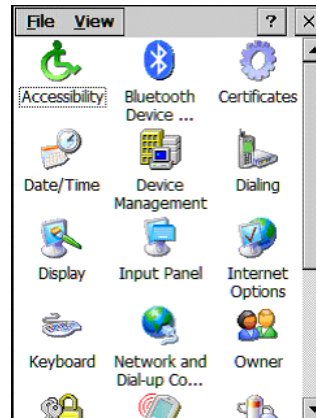 File View ? ×
Accessibility
Bluetooth
Device ...
Certificates
Date/Time
Device
Management
Dialing
Display
Input Panel
Internet
Options
Keyboard
Network and
Dial-up Co...
Owner